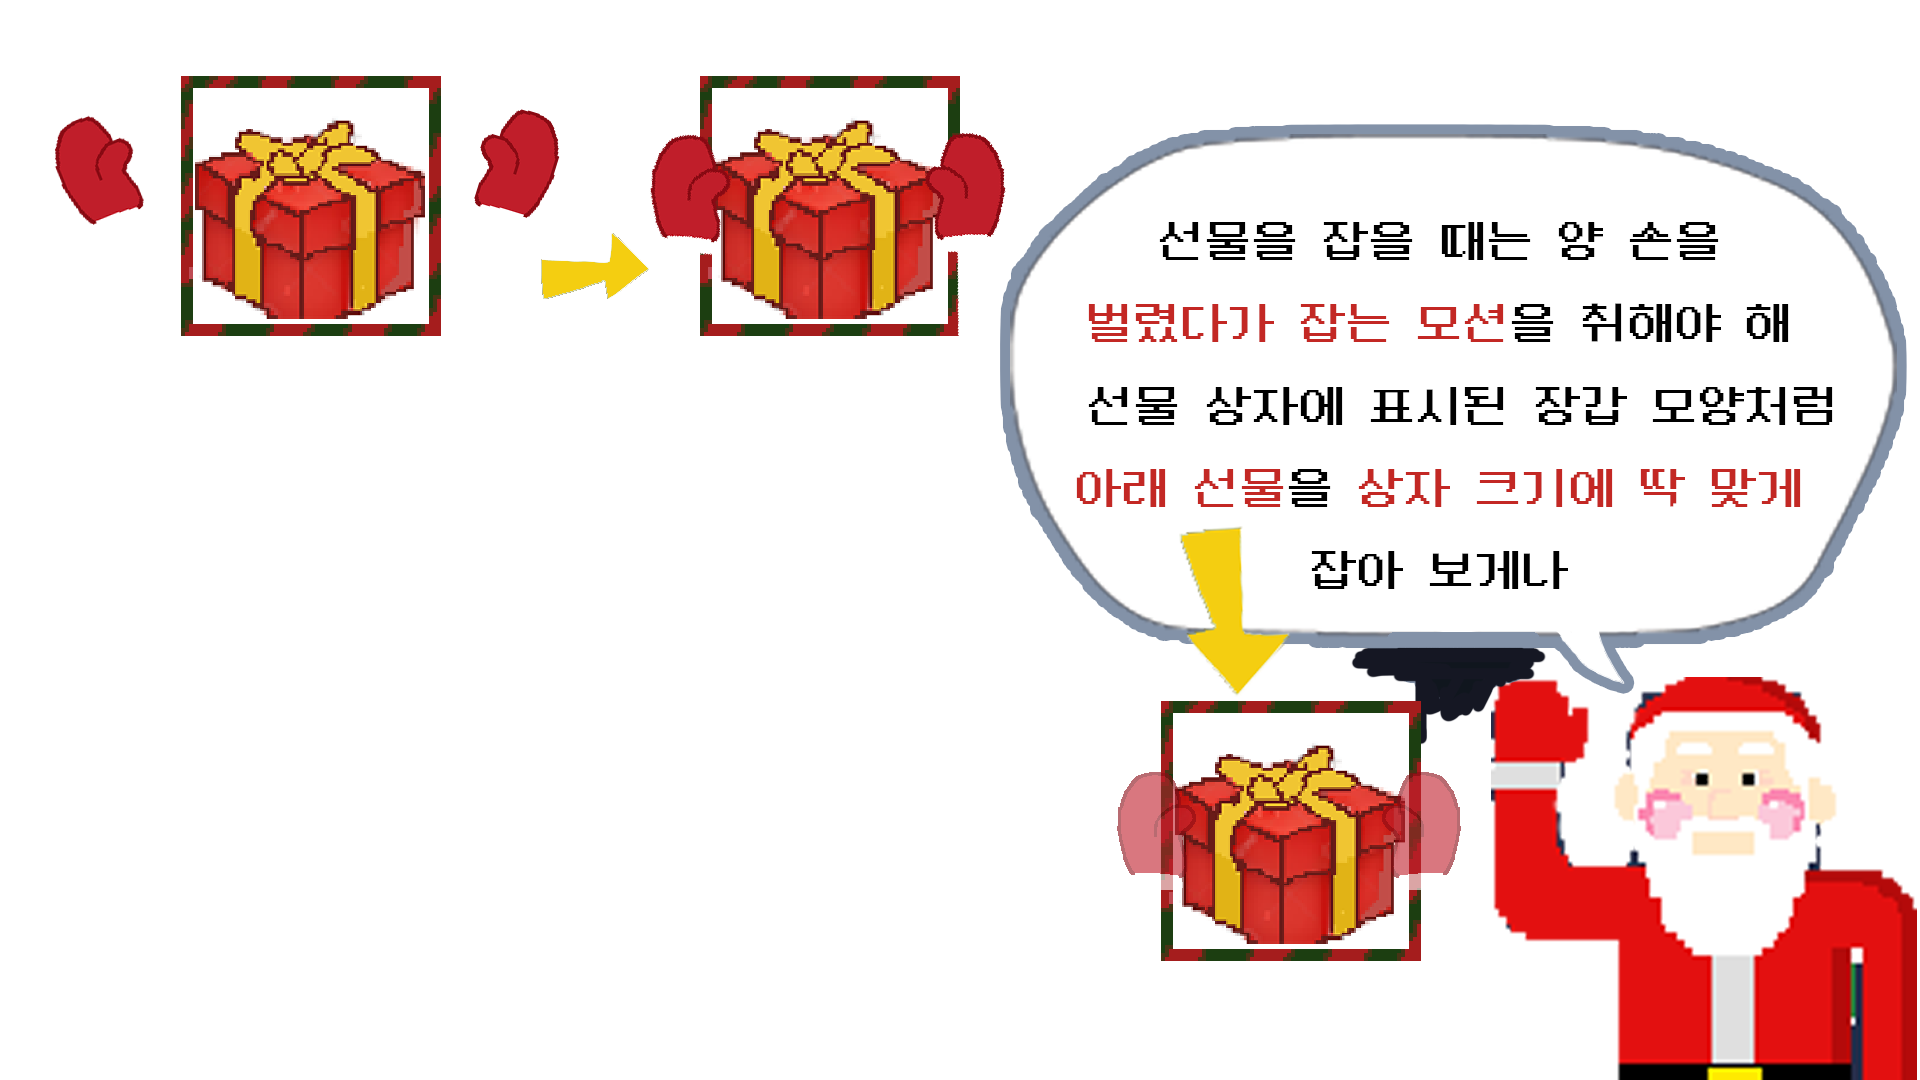 선물을 잡을 때는 양 손을
벌렸다가 잡는 모션을 취해야 해
선물 상자에 표시된 장갑 모양처럼
아래 선물을 상자 크기에 딱 맞게
잡아 보게나